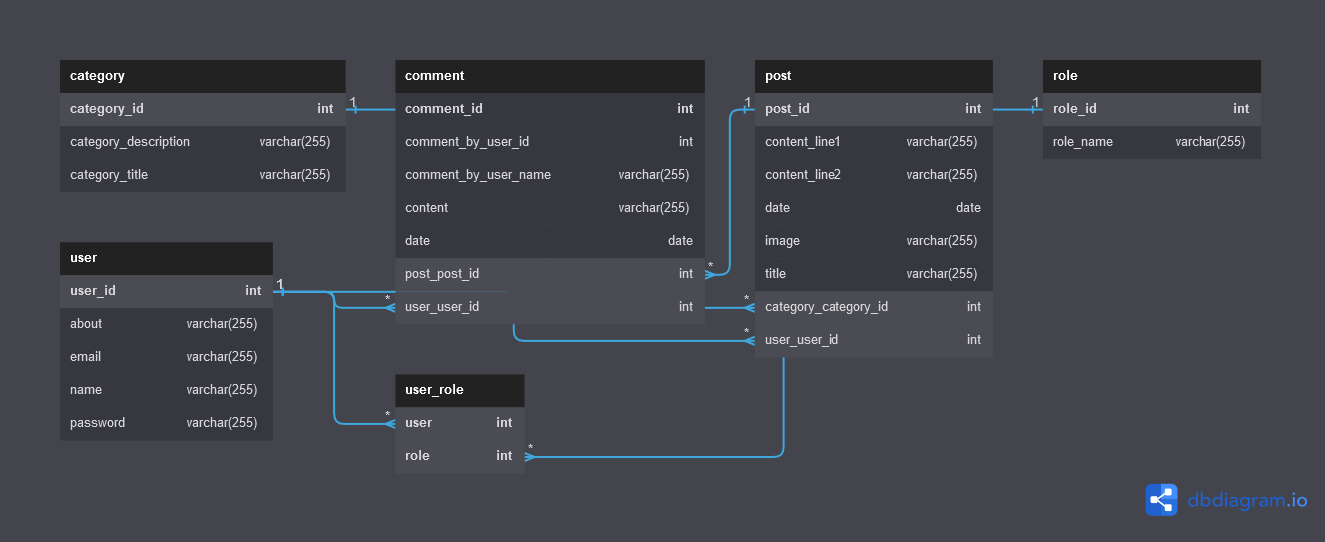 category
category_id int
category_description varchar(255)
category_title varchar(255)
user
user_id int
about varchar(255)
email varchar(255)
name varchar(255)
password varchar(255)
comment
comment_id int
comment_by_user_id int
comment_by_user_name varchar(255)
content varchar(255)
date date
post_post_id int
user_user_id int
user_role
user int
role int
post
post_id int
content_line1 varchar(255)
content_line2 varchar(255)
date date
image varchar(255)
title varchar(255)
category_category_id int
user_user_id int
role
role_id int
role_name varchar(255)
1
1
1
1
*
*
*
*
*
*
dbdiagram.io